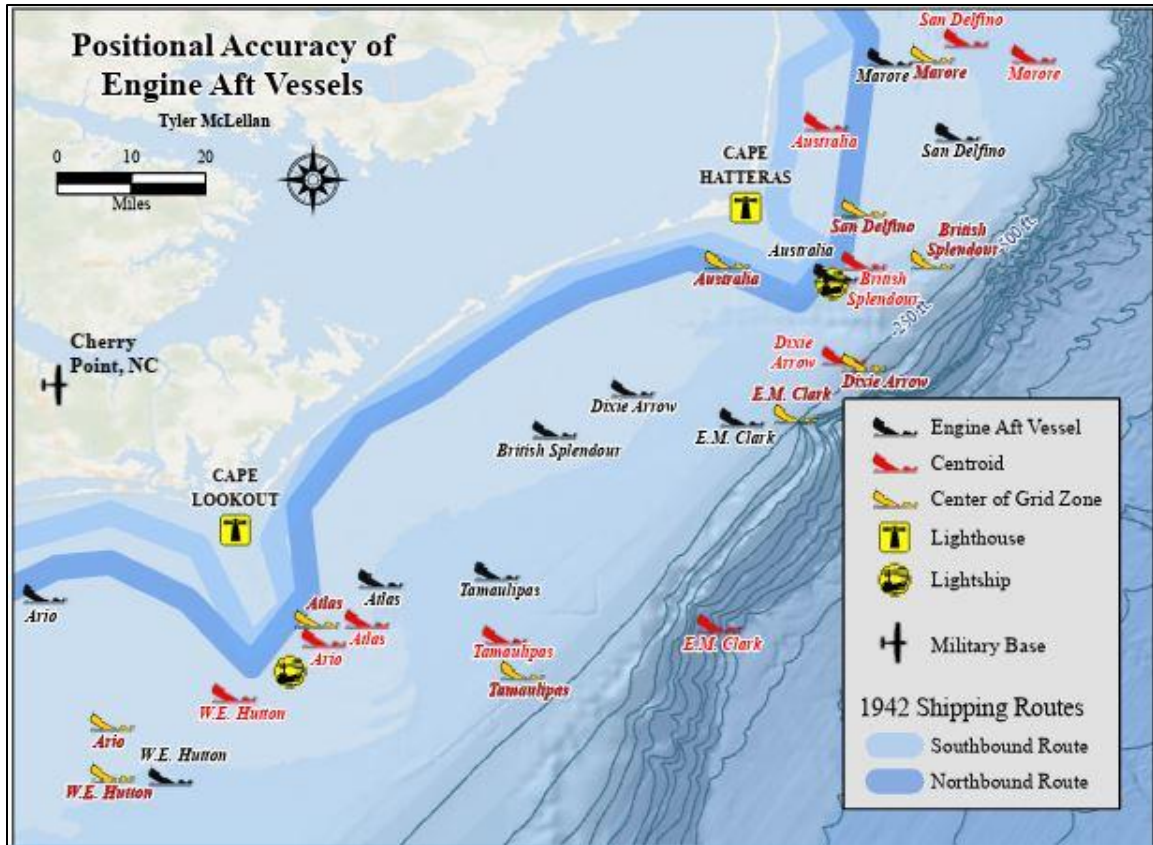 Positional Accuracy of
Engine Aft Vessels
Tyler McLellan
0 10 20
Miles
San Delfino
Marore
Marore
Marore
Australia
San Delfino
CAPE
HATTERAS
San Delfino
British
Splendour
Australia
Australia
British
Splendour
500 ft.
250 ft.
Cherry
Point, NC
Dixie
Arrow
Dixie Arrow
Dixie Arrow
E.M. Clark
E.M. Clark
British Splendour
CAPE
LOOKOUT
Ario
Atlas
Tamaulipas
Atlas
Atlas
Ario
Tamaulipas
E.M. Clark
Tamaulipas
W.E. Hutton
Ario
W.E. Hutton
W.E. Hutton
Engine Aft Vessel
Centroid
Center of Grid Zone
Lighthouse
Lightship
Military Base
1942 Shipping Routes
Southbound Route
Northbound Route